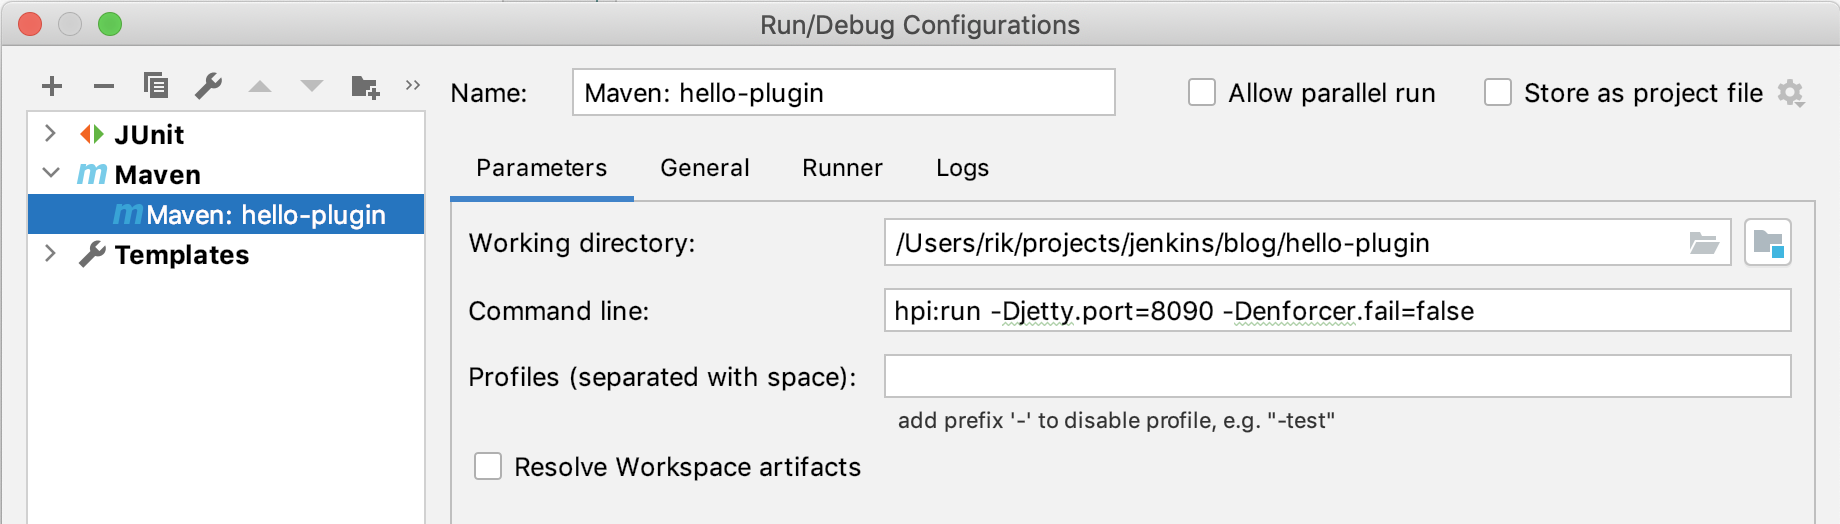 Run/Debug Configurations
Name: Maven: hello-plugin Allow parallel run Store as project file
JUnit
Maven
Maven: hello-plugin
Templates
Parameters General Runner Logs
Working directory: /Users/rik/projects/jenkins/blog/hello-plugin
Command line: hpi:run -Djetty.port=8090 -Denforcer.fail=false
Profiles (separated with space):
add prefix '-' to disable profile, e.g. "-test"
Resolve Workspace artifacts